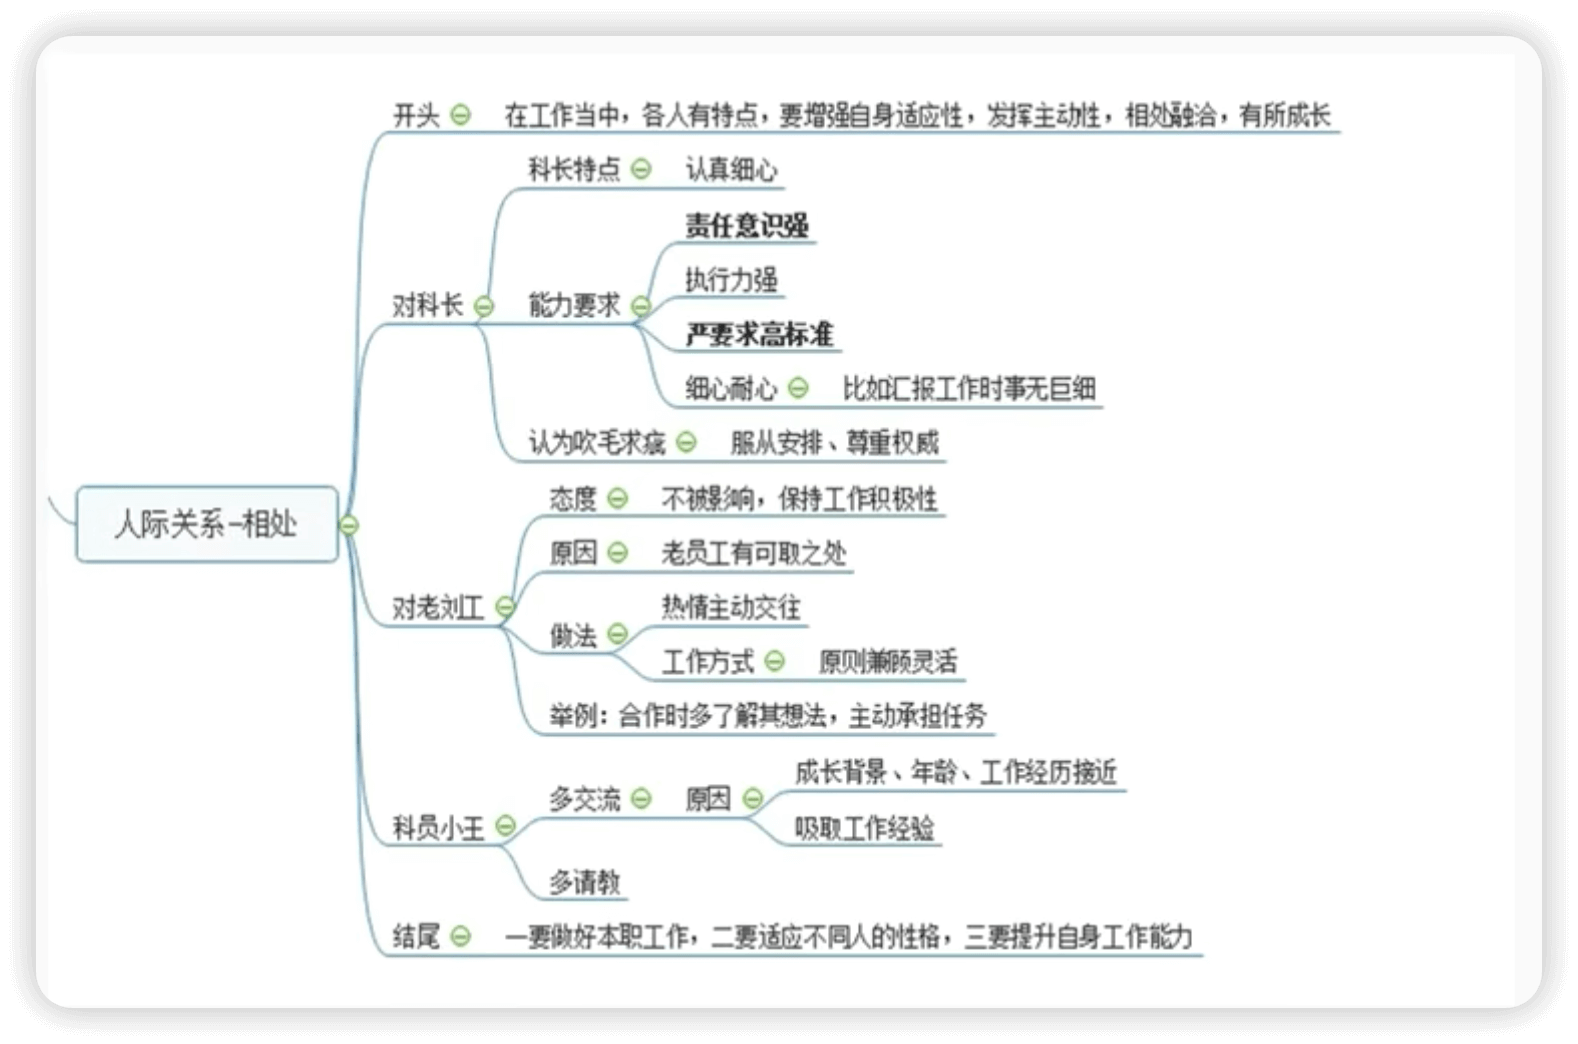 开头 在工作当中，各人有特点，要增强自身适应性，发挥主动性，相处融洽，有所成长
科长特点 认真细心
责任意识强
执行力强
对科长 能力要求
严要求高标准
细心耐心 比如汇报工作时事无巨细
认为吹毛求疵 服从安排、尊重权威
人际关系-相处
态度 不被影响，保持工作积极性
原因 老员工有可取之处
热情主动交往
对老刘工
做法
工作方式 原则兼顾灵活
举例：合作时多了解其想法，主动承担任务
成长背景、年龄、工作经历接近
多交流 原因
吸取工作经验
科员小王
多请教
结尾 一要做好本职工作，二要适应不同人的性格，三要提升自身工作能力